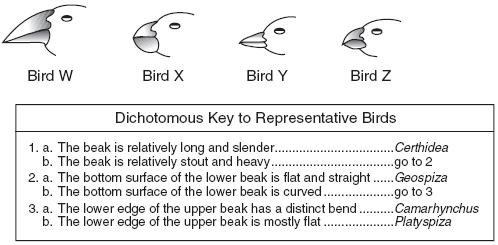 Bird W Bird X Bird Y Bird Z
Dichotomous Key to Representative Birds
1. a. The beak is relatively long and slender....................................Certhidea
b. The beak is relatively stout and heavy....................................go to 2
2. a. The bottom surface of the lower beak is flat and straight ......Geospiza
b. The bottom surface of the lower beak is curved ....................go to 3
3. a. The lower edge of the upper beak has a distinct bend ..........Camarhynchus
b. The lower edge of the upper beak is mostly flat ....................Platyspiza